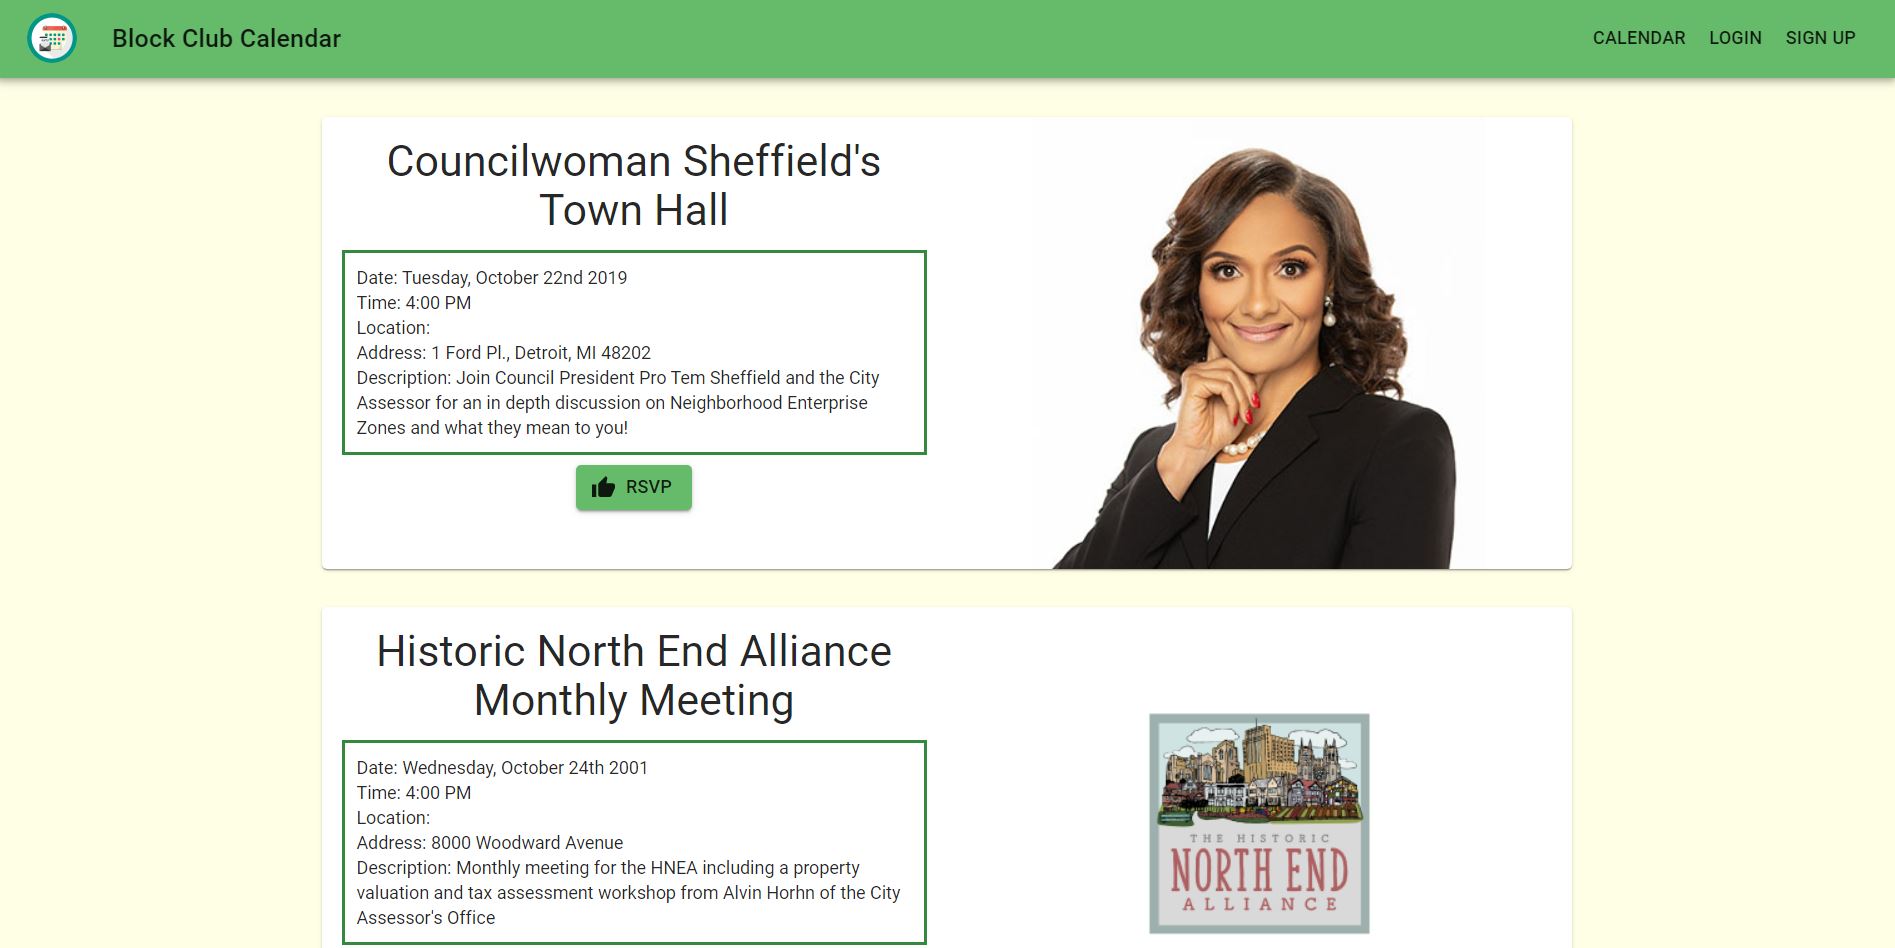 Block Club Calendar
CALENDAR LOGIN SIGN UP
Councilwoman Sheffield's
Town Hall
Date: Tuesday, October 22nd 2019
Time: 4:00 PM
Location:
Address: 1 Ford Pl., Detroit, MI 48202
Description: Join Council President Pro Tem Sheffield and the City
Assessor for an in depth discussion on Neighborhood Enterprise
Zones and what they mean to you!
RSVP
Historic North End Alliance
Monthly Meeting
Date: Wednesday, October 24th 2001
Time: 4:00 PM
Location:
Address: 8000 Woodward Avenue
Description: Monthly meeting for the HNEA including a property
valuation and tax assessment workshop from Alvin Horhn of the City
Assessor's Office
THE HISTORIC
NORTH END
ALLIANCE